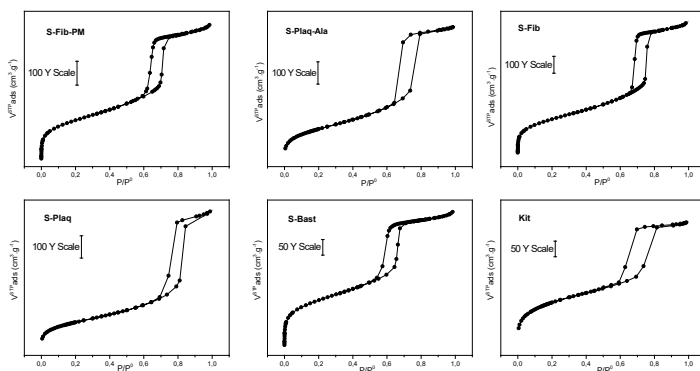 S-Fib-PM
100 Y Scale
V^STP ads (cm³.g⁻¹)
0,0 0,2 0,4 0,6 0,8 1,0
P/P⁰
S-Plaq-Ala
100 Y Scale
V^STP ads (cm³.g⁻¹)
0,0 0,2 0,4 0,6 0,8 1,0
P/P⁰
S-Fib
100 Y Scale
V^STP ads (cm³.g⁻¹)
0,0 0,2 0,4 0,6 0,8 1,0
P/P⁰
S-Plaq
100 Y Scale
V^STP ads (cm³.g⁻¹)
0,0 0,2 0,4 0,6 0,8 1,0
P/P⁰
S-Bast
50 Y Scale
V^STP ads (cm³.g⁻¹)
0,0 0,2 0,4 0,6 0,8 1,0
P/P⁰
Kit
50 Y Scale
V^STP ads (cm³.g⁻¹)
0,0 0,2 0,4 0,6 0,8 1,0
P/P⁰